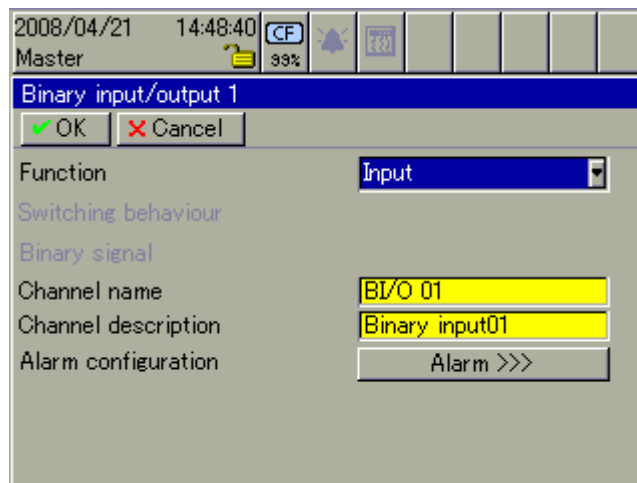 2008/04/21 14:48:40 CF
Master 99%
Binary input/output 1
OK Cancel
Function Input
Switching behaviour
Binary signal
Channel name BI/O 01
Channel description Binary input01
Alarm configuration Alarm >>>